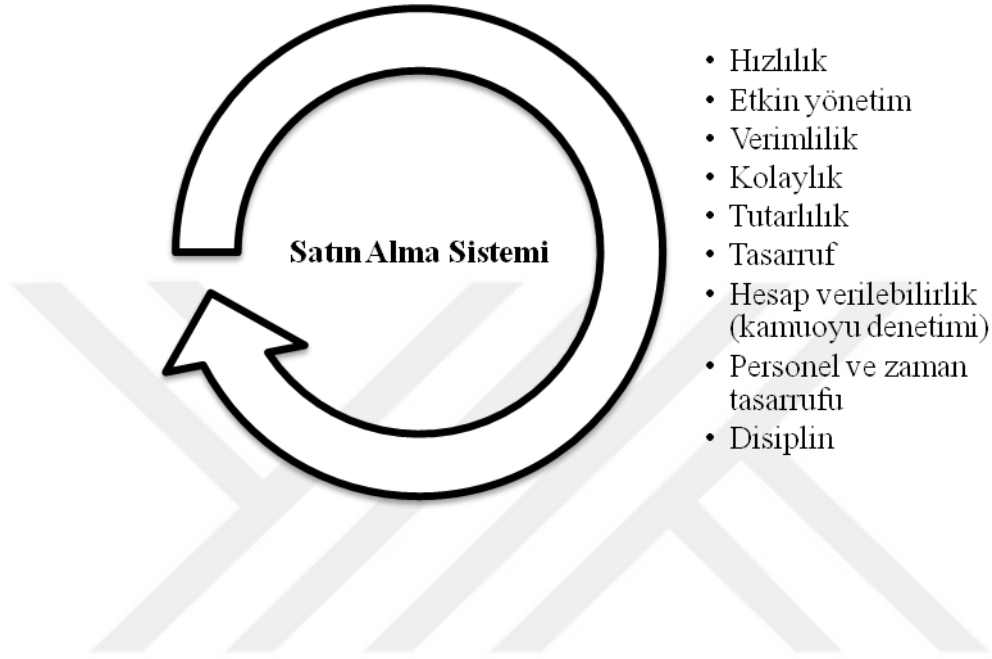 Satın Alma Sistemi
• Hızlılık
• Etkin yönetim
• Verimlilik
• Kolaylık
• Tutarlılık
• Tasarruf
• Hesap verilebilirlik
(kamuoyu denetimi)
• Personel ve zaman
tasarrufu
• Disiplin